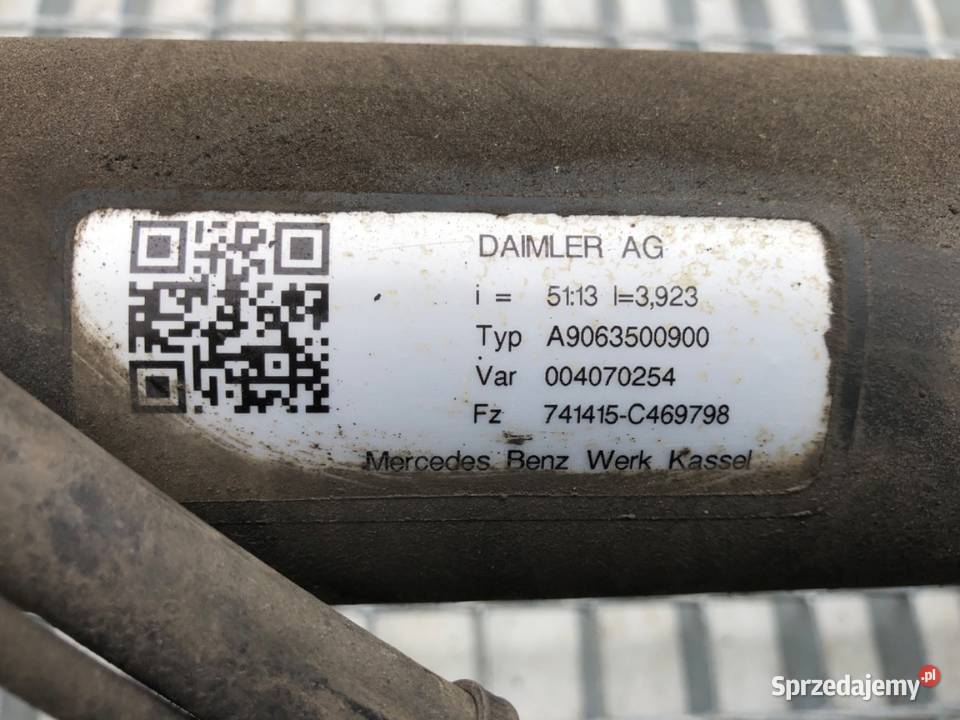 DAIMLER AG
i = 51:13 I=3,923
Typ A9063500900
Var 004070254
Fz 741415-C469798
Mercedes Benz Werk Kassel
Sprzedajemy.pl